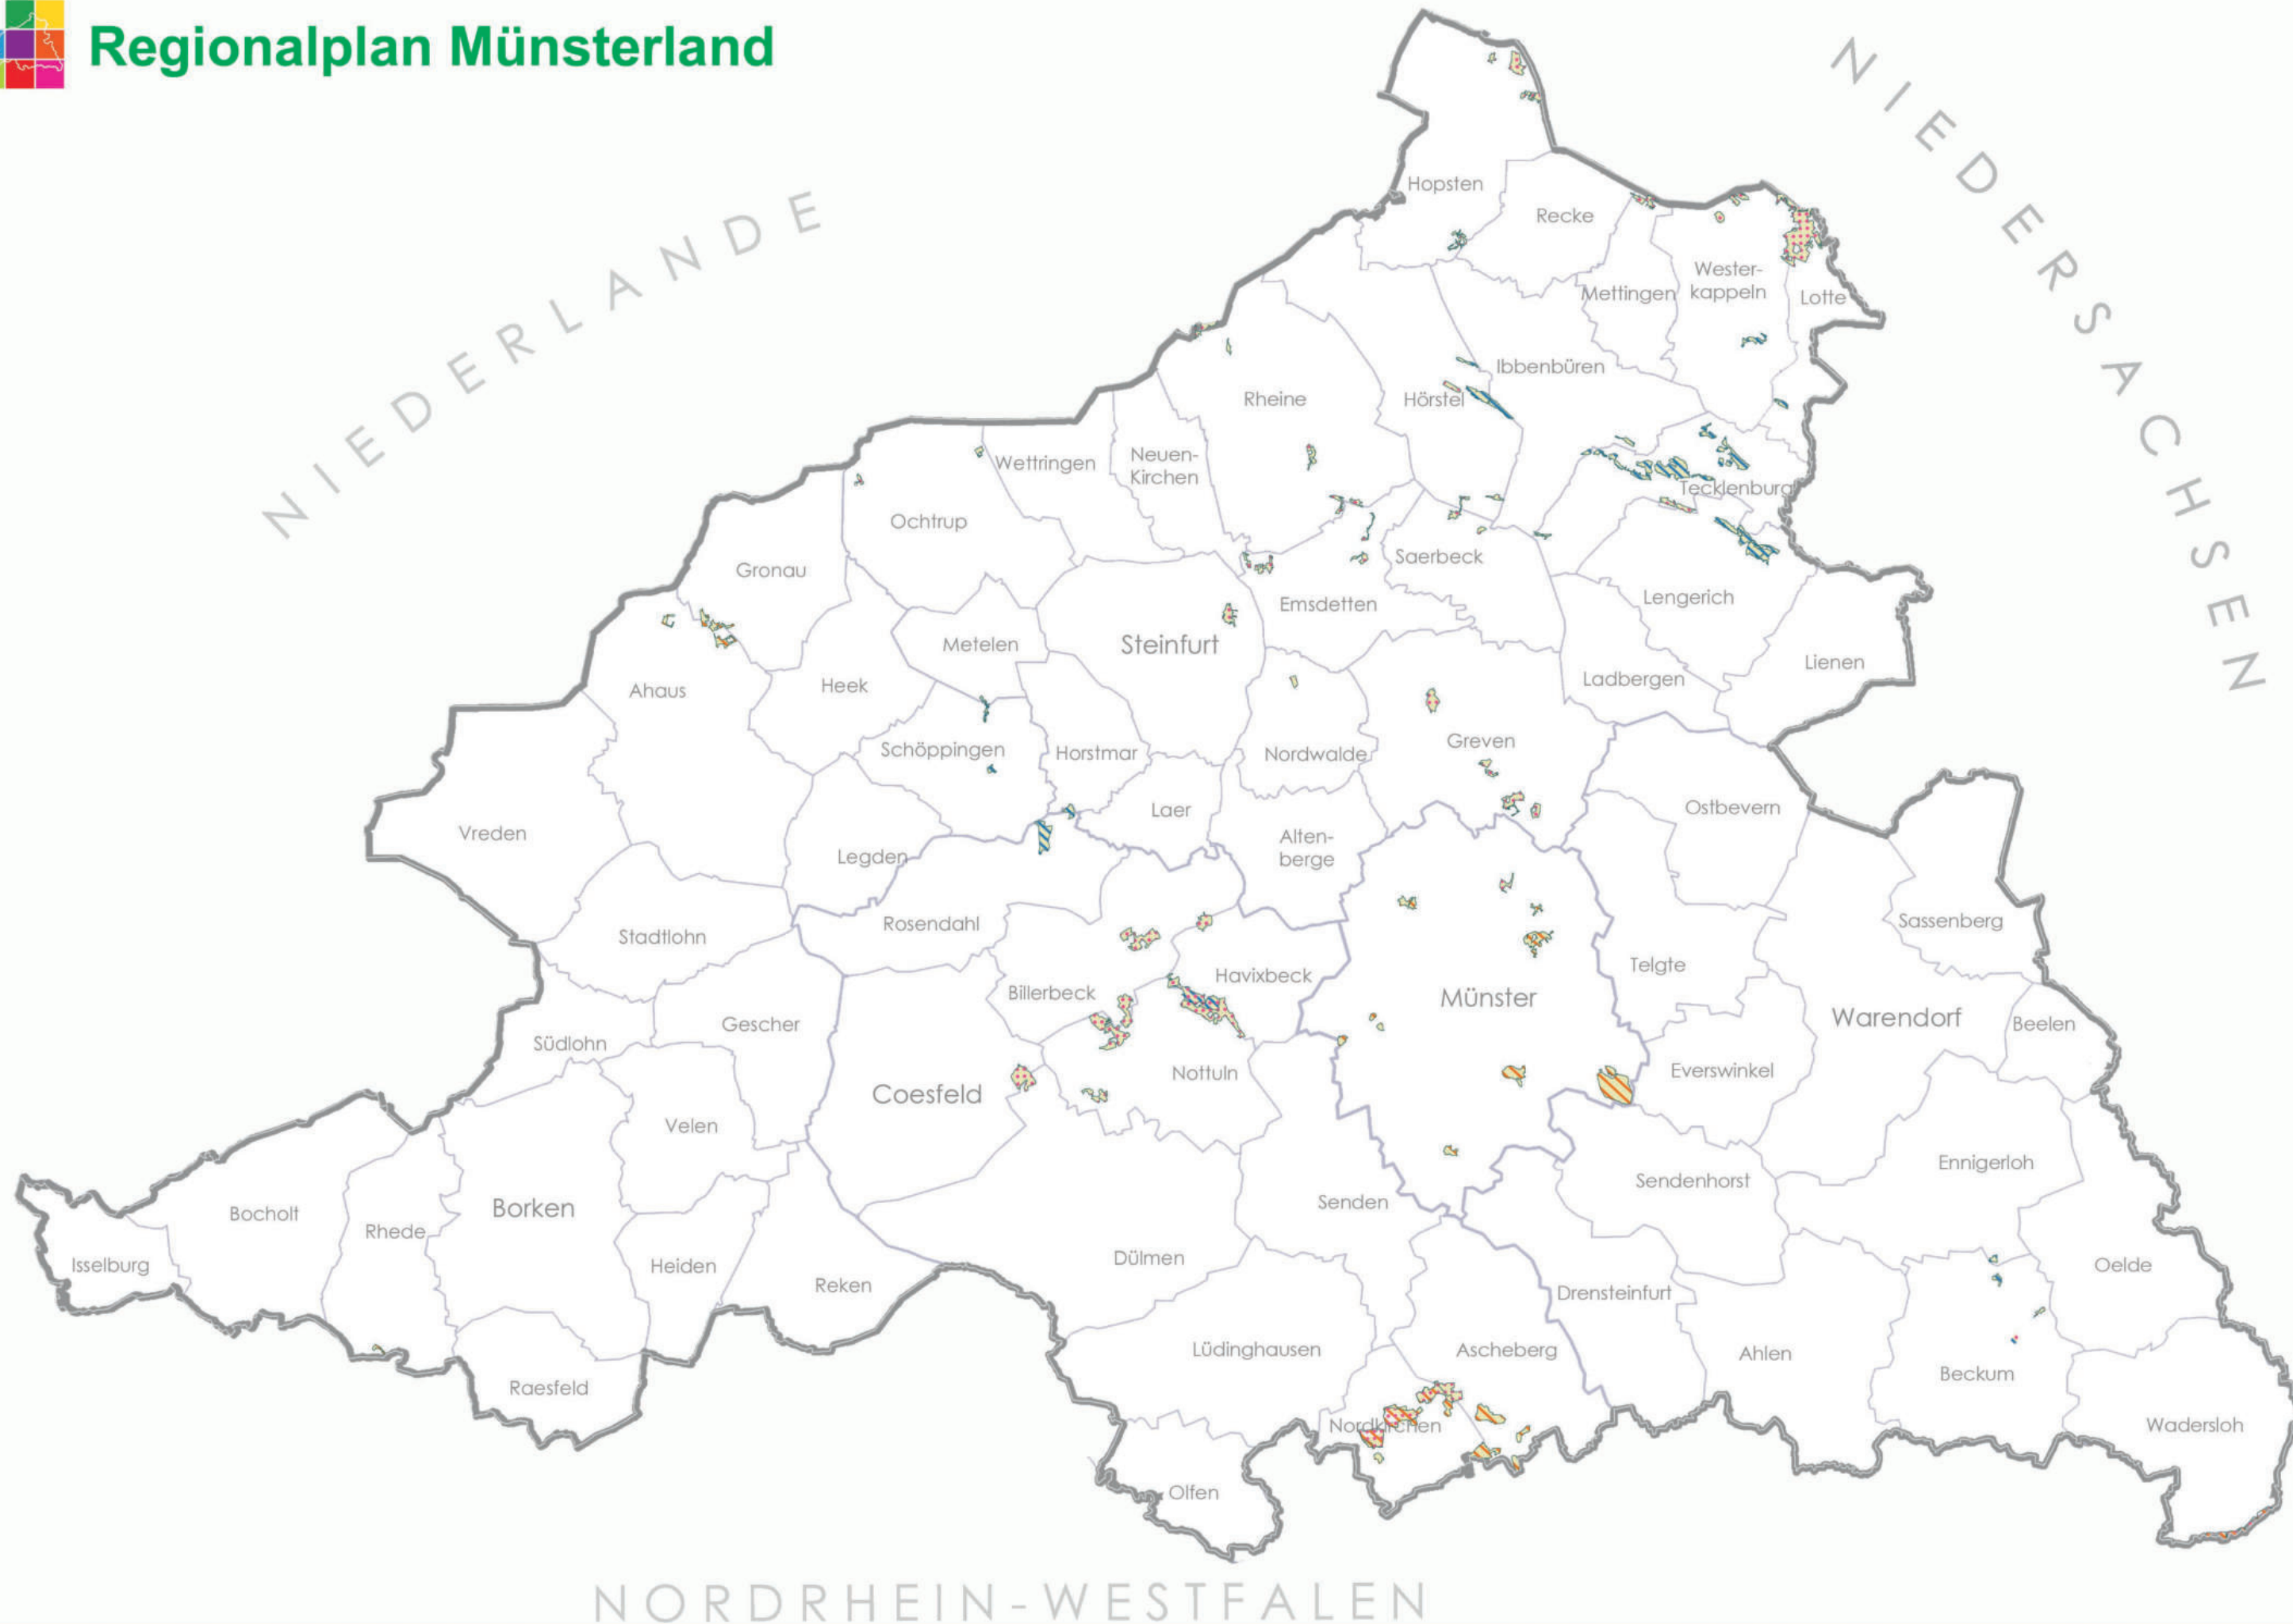 Regionalplan Münsterland
NIEDERLANDE
NIEDERSACHSEN
Hopsten
Recke
Wester-
kappeln
Mettingen
Lotte
Ibbenbüren
Rheine
Hörstel
Wettringen
Neuen-
Kirchen
Tecklenburg
Ochtrup
Gronau
Saerbeck
Emsdetten
Lengerich
Metelen
Steinfurt
Lienen
Ahaus
Heek
Ladbergen
Schöppingen
Horstmar
Nordwalde
Greven
Vreden
Laer
Ostbevern
Legden
Alten-
berge
Stadtlohn
Rosendahl
Sassenberg
Billerbeck
Havixbeck
Telgte
Münster
Südlohn
Gescher
Warendorf
Beelen
Coesfeld
Nottuln
Everswinkel
Velen
Ennigerloh
Bocholt
Borken
Senden
Sendenhorst
Rhede
Isselburg
Heiden
Reken
Dülmen
Oelde
Drensteinfurt
Raesfeld
Lüdinghausen
Ascheberg
Ahlen
Beckum
Nordkirchen
Wadersloh
Olfen
NORDRHEIN-WESTFALEN